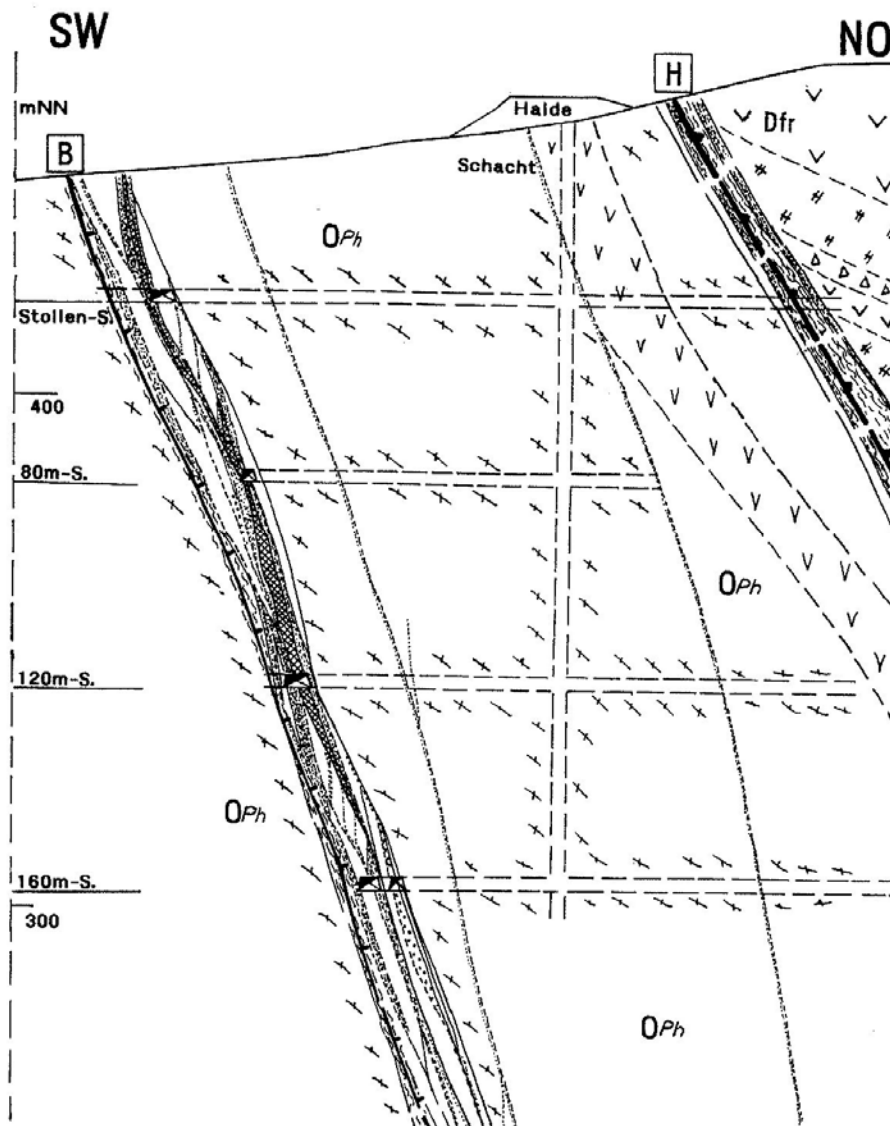 SW
NO
mNN
H
Halde
Dfr
B
Schacht
OPh
Stollen-S.
400
80m-S.
OPh
120m-S.
OPh
160m-S.
300
OPh